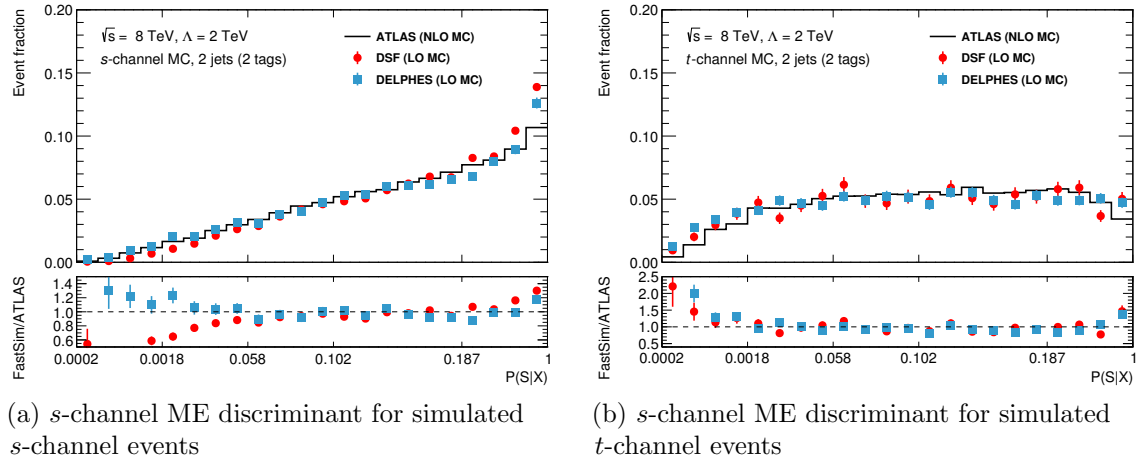 Event fraction
0.20
0.15
0.10
0.05
0.00
√s = 8 TeV, Λ = 2 TeV
s-channel MC, 2 jets (2 tags)
ATLAS (NLO MC)
DSF (LO MC)
DELPHES (LO MC)
FastSim/ATLAS
1.4
1.2
1.0
0.8
0.6
0.0002 0.0018 0.058 0.102 0.187 1
P(S|X)
Event fraction
0.20
0.15
0.10
0.05
0.00
√s = 8 TeV, Λ = 2 TeV
t-channel MC, 2 jets (2 tags)
ATLAS (NLO MC)
DSF (LO MC)
DELPHES (LO MC)
FastSim/ATLAS
2.5
2.0
1.5
1.0
0.5
0.0002 0.0018 0.058 0.102 0.187 1
P(S|X)
(a) s-channel ME discriminant for simulated
s-channel events
(b) s-channel ME discriminant for simulated
t-channel events